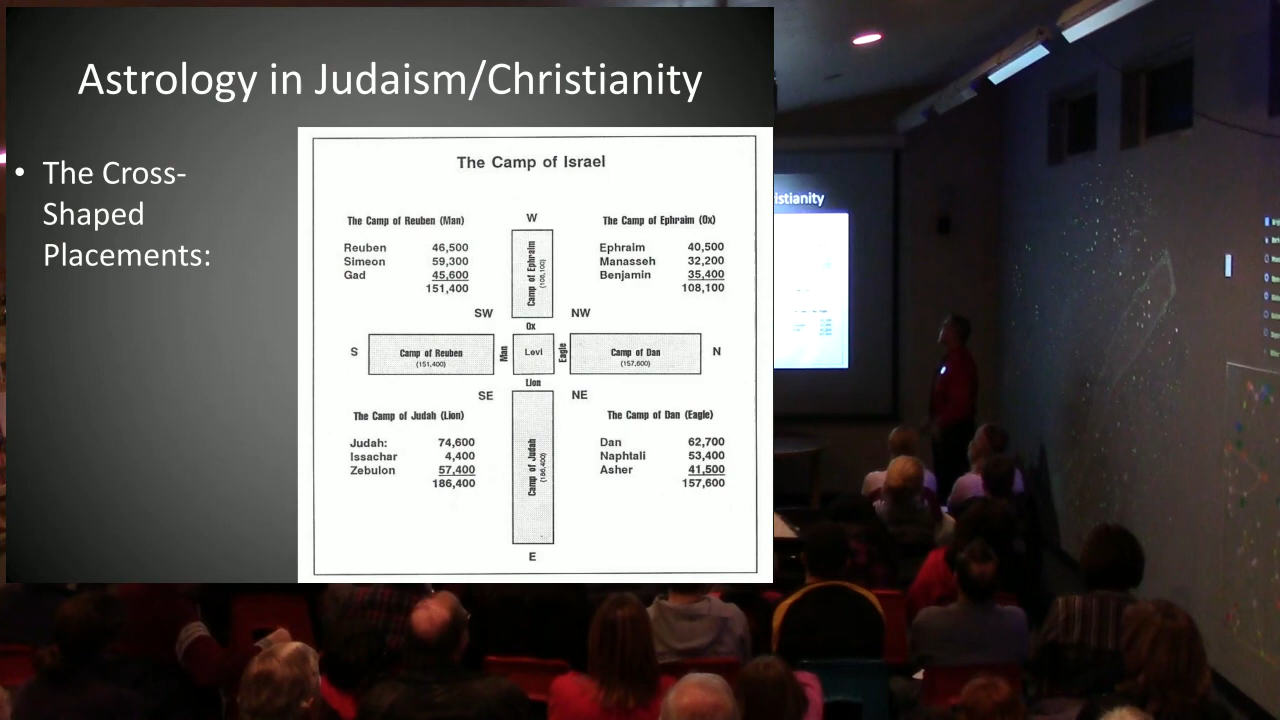 Astrology in Judaism/Christianity
• The Cross-
Shaped
Placements:
The Camp of Israel
The Camp of Reuben (Man)
Reuben 46,500
Simeon 59,300
Gad 45,600
151,400
W
Camp of Ephraim
(108,100)
The Camp of Ephraim (Ox)
Ephraim 40,500
Manasseh 32,200
Benjamin 35,400
108,100
SW
NW
Ox
S
Camp of Reuben
(151,400)
Man
Levi
Eagle
Camp of Dan
(157,600)
N
Lion
SE
NE
The Camp of Judah (Lion)
Judah: 74,600
Issachar 4,400
Zebulon 57,400
186,400
Camp of Judah
(186,400)
The Camp of Dan (Eagle)
Dan 62,700
Naphtali 53,400
Asher 41,500
157,600
E
istianity